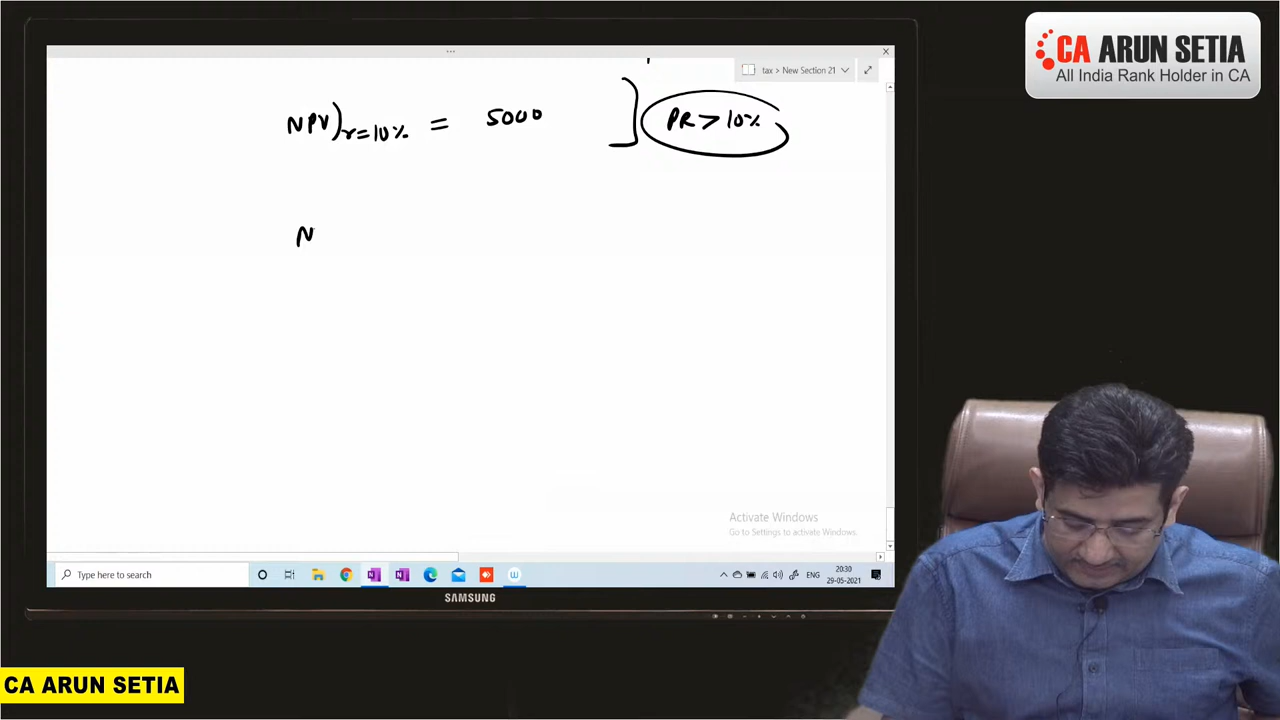 CA ARUN SETIA
All India Rank Holder in CA
tax > New Section 21
NPV)r=10% = 5000
PR > 10%
N
Activate Windows
Go to Settings to activate Windows.
Type here to search
ENG
20:30
29-05-2021
SAMSUNG
CA ARUN SETIA